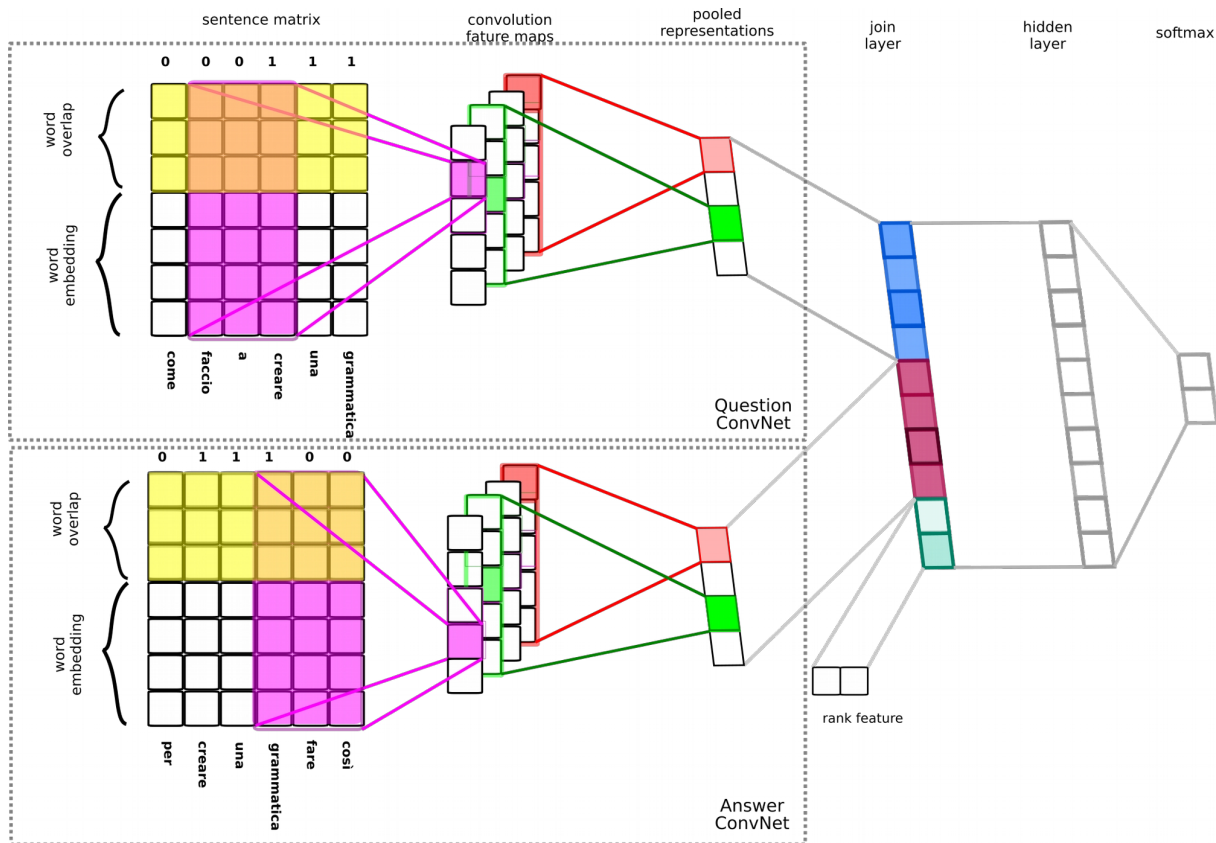 sentence matrix
convolution
fature maps
pooled
representations
join
layer
hidden
layer
softmax
0 0 0 1 1 1
word
overlap
word
embedding
come
faccio
a
creare
una
grammatica
Question
ConvNet
0 1 1 1 0 0
word
overlap
word
embedding
per
creare
una
grammatica
fare
così
rank feature
Answer
ConvNet